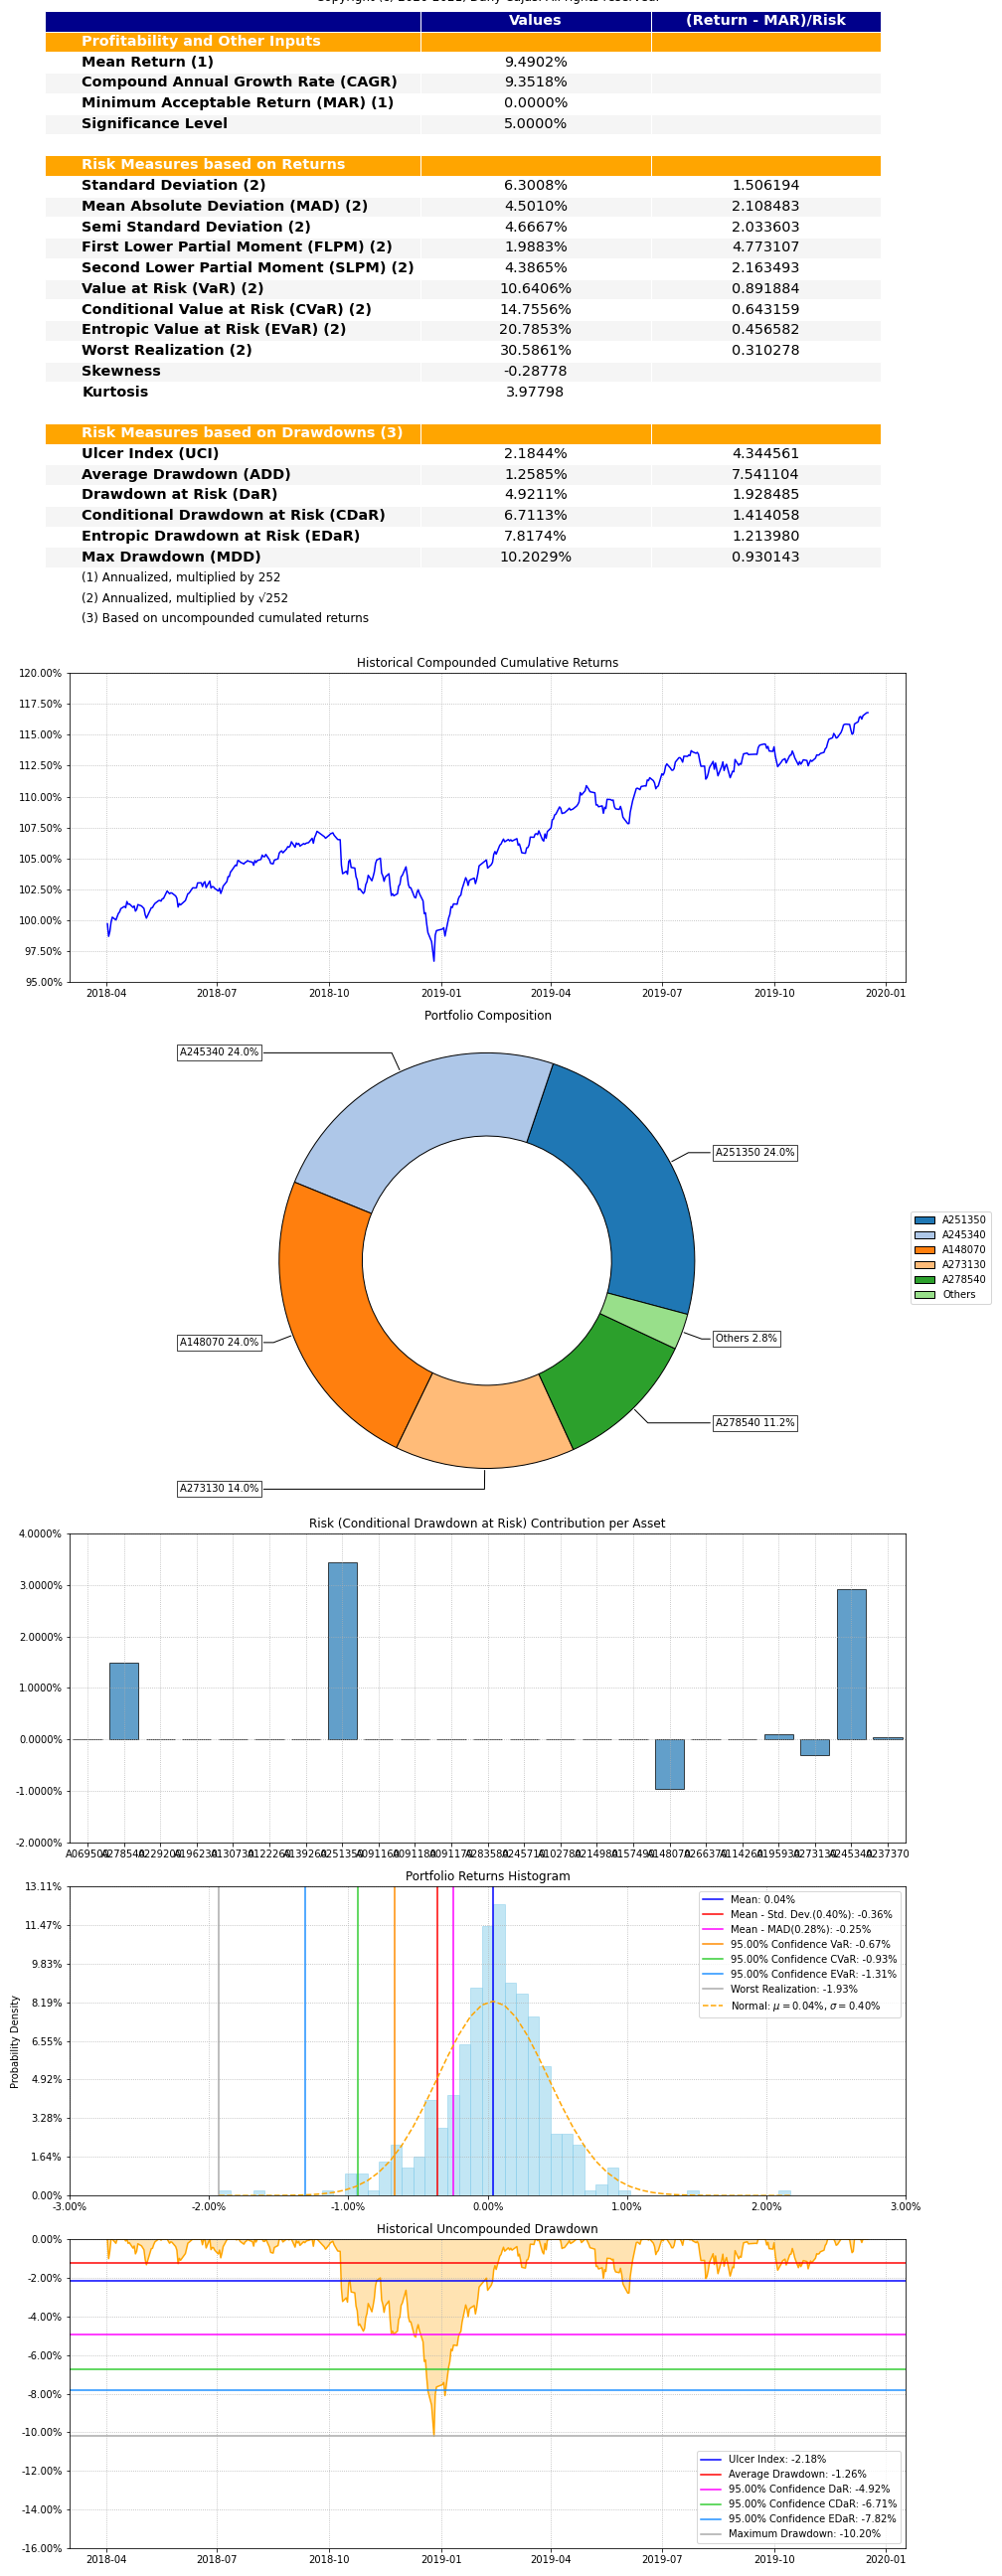 Values (Return - MAR)/Risk
Profitability and Other Inputs
Mean Return (1) 9.4902%
Compound Annual Growth Rate (CAGR) 9.3518%
Minimum Acceptable Return (MAR) (1) 0.0000%
Significance Level 5.0000%
Risk Measures based on Returns
Standard Deviation (2) 6.3008% 1.506194
Mean Absolute Deviation (MAD) (2) 4.5010% 2.108483
Semi Standard Deviation (2) 4.6667% 2.033603
First Lower Partial Moment (FLPM) (2) 1.9883% 4.773107
Second Lower Partial Moment (SLPM) (2) 4.3865% 2.163493
Value at Risk (VaR) (2) 10.6406% 0.891884
Conditional Value at Risk (CVaR) (2) 14.7556% 0.643159
Entropic Value at Risk (EVaR) (2) 20.7853% 0.456582
Worst Realization (2) 30.5861% 0.310278
Skewness -0.28778
Kurtosis 3.97798
Risk Measures based on Drawdowns (3)
Ulcer Index (UCI) 2.1844% 4.344561
Average Drawdown (ADD) 1.2585% 7.541104
Drawdown at Risk (DaR) 4.9211% 1.928485
Conditional Drawdown at Risk (CDaR) 6.7113% 1.414058
Entropic Drawdown at Risk (EDaR) 7.8174% 1.213980
Max Drawdown (MDD) 10.2029% 0.930143
(1) Annualized, multiplied by 252
(2) Annualized, multiplied by √252
(3) Based on uncompounded cumulated returns
Historical Compounded Cumulative Returns
120.00%
117.50%
115.00%
112.50%
110.00%
107.50%
105.00%
102.50%
100.00%
97.50%
95.00%
2018-04 2018-07 2018-10 2019-01 2019-04 2019-07 2019-10 2020-01
Portfolio Composition
A245340 24.0%
A251350 24.0%
A148070 24.0%
Others 2.8%
A278540 11.2%
A273130 14.0%
A251350
A245340
A148070
A273130
A278540
Others
Risk (Conditional Drawdown at Risk) Contribution per Asset
4.0000%
3.0000%
2.0000%
1.0000%
0.0000%
-1.0000%
-2.0000%
A237370
Portfolio Returns Histogram
Probability Density
13.11%
11.47%
9.83%
8.19%
6.55%
4.92%
3.28%
1.64%
0.00%
-3.00% -2.00% -1.00% 0.00% 1.00% 2.00% 3.00%
Mean: 0.04%
Mean - Std. Dev.(0.40%): -0.36%
Mean - MAD(0.28%): -0.25%
95.00% Confidence VaR: -0.67%
95.00% Confidence CVaR: -0.93%
95.00% Confidence EVaR: -1.31%
Worst Realization: -1.93%
Normal: μ = 0.04%, σ = 0.40%
Historical Uncompounded Drawdown
0.00%
-2.00%
-4.00%
-6.00%
-8.00%
-10.00%
-12.00%
-14.00%
-16.00%
2018-04 2018-07 2018-10 2019-01 2019-04 2019-07 2019-10 2020-01
Ulcer Index: -2.18%
Average Drawdown: -1.26%
95.00% Confidence DaR: -4.92%
95.00% Confidence CDaR: -6.71%
95.00% Confidence EDaR: -7.82%
Maximum Drawdown: -10.20%